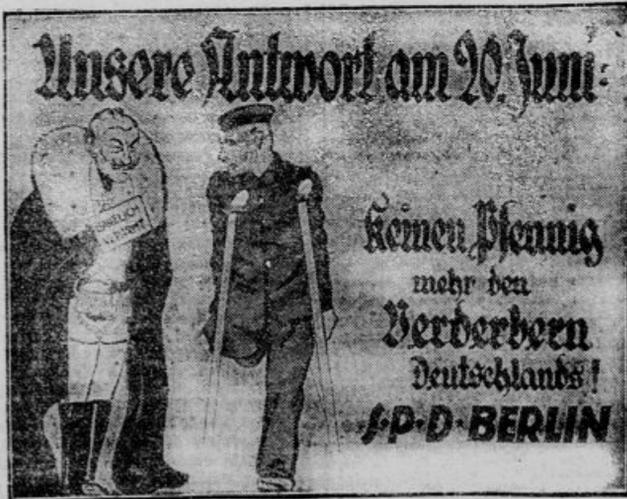 Unsere Antwort am 20. Juni:
Keinen Pfennig
mehr den
Verderbern
Deutschlands!
S·P·D·BERLIN